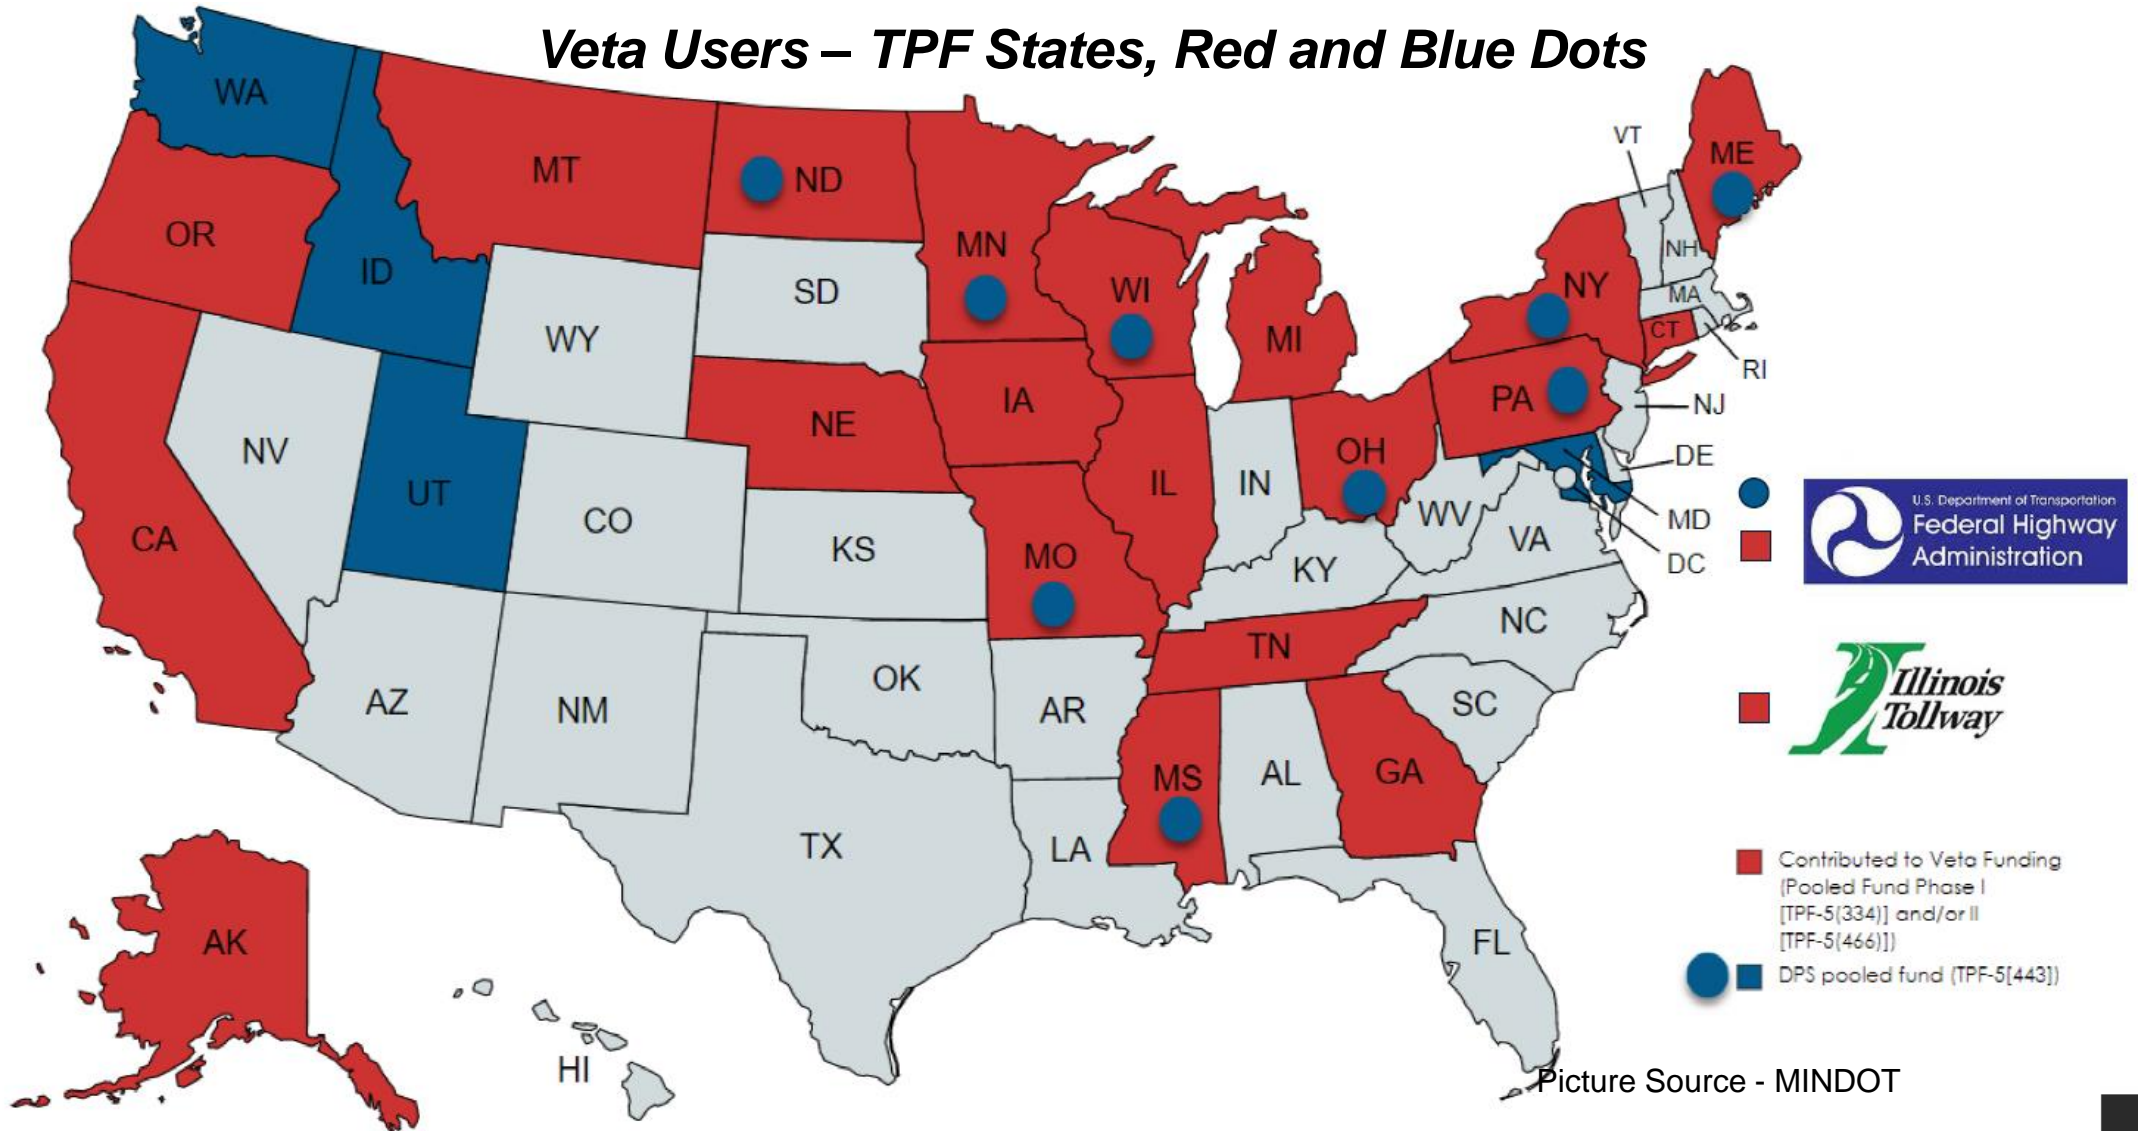 Veta Users – TPF States, Red and Blue Dots
WA
MT
ND
MN
OR
ID
SD
WI
WY
MI
VT
ME
NH
NY
MA
CT
RI
PA
NJ
DE
MD
DC
NV
UT
CO
NE
IA
IL
IN
OH
WV
VA
CA
KS
MO
KY
NC
TN
SC
AZ
NM
OK
AR
MS
AL
GA
TX
LA
FL
AK
HI
U.S. Department of Transportation
Federal Highway
Administration
Illinois
Tollway
Contributed to Veta Funding
(Pooled Fund Phase I
[TPF-5(334)] and/or II
[TPF-5(466)])
DPS pooled fund (TPF-5[443])
Picture Source - MINDOT